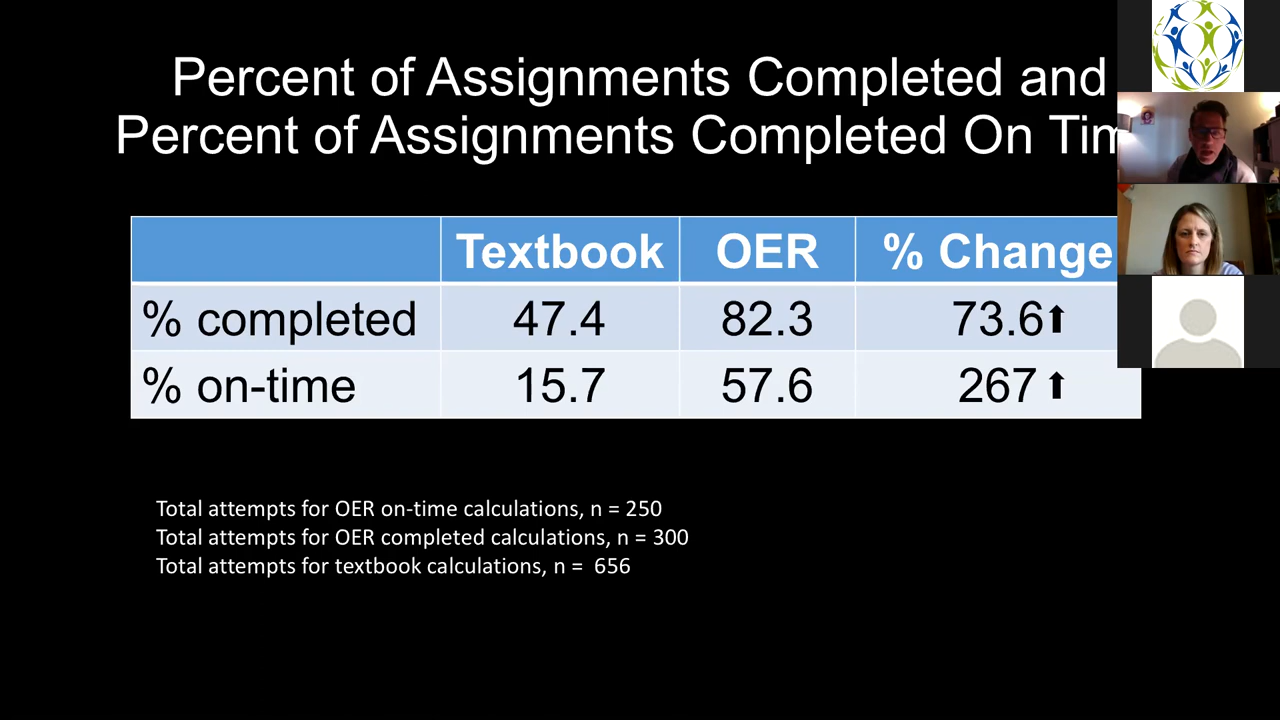 Percent of Assignments Completed and
Percent of Assignments Completed On
Textbook OER % Change
% completed 47.4 82.3 73.6⬆
% on-time 15.7 57.6 267 ⬆
Total attempts for OER on-time calculations, n = 250
Total attempts for OER completed calculations, n = 300
Total attempts for textbook calculations, n = 656